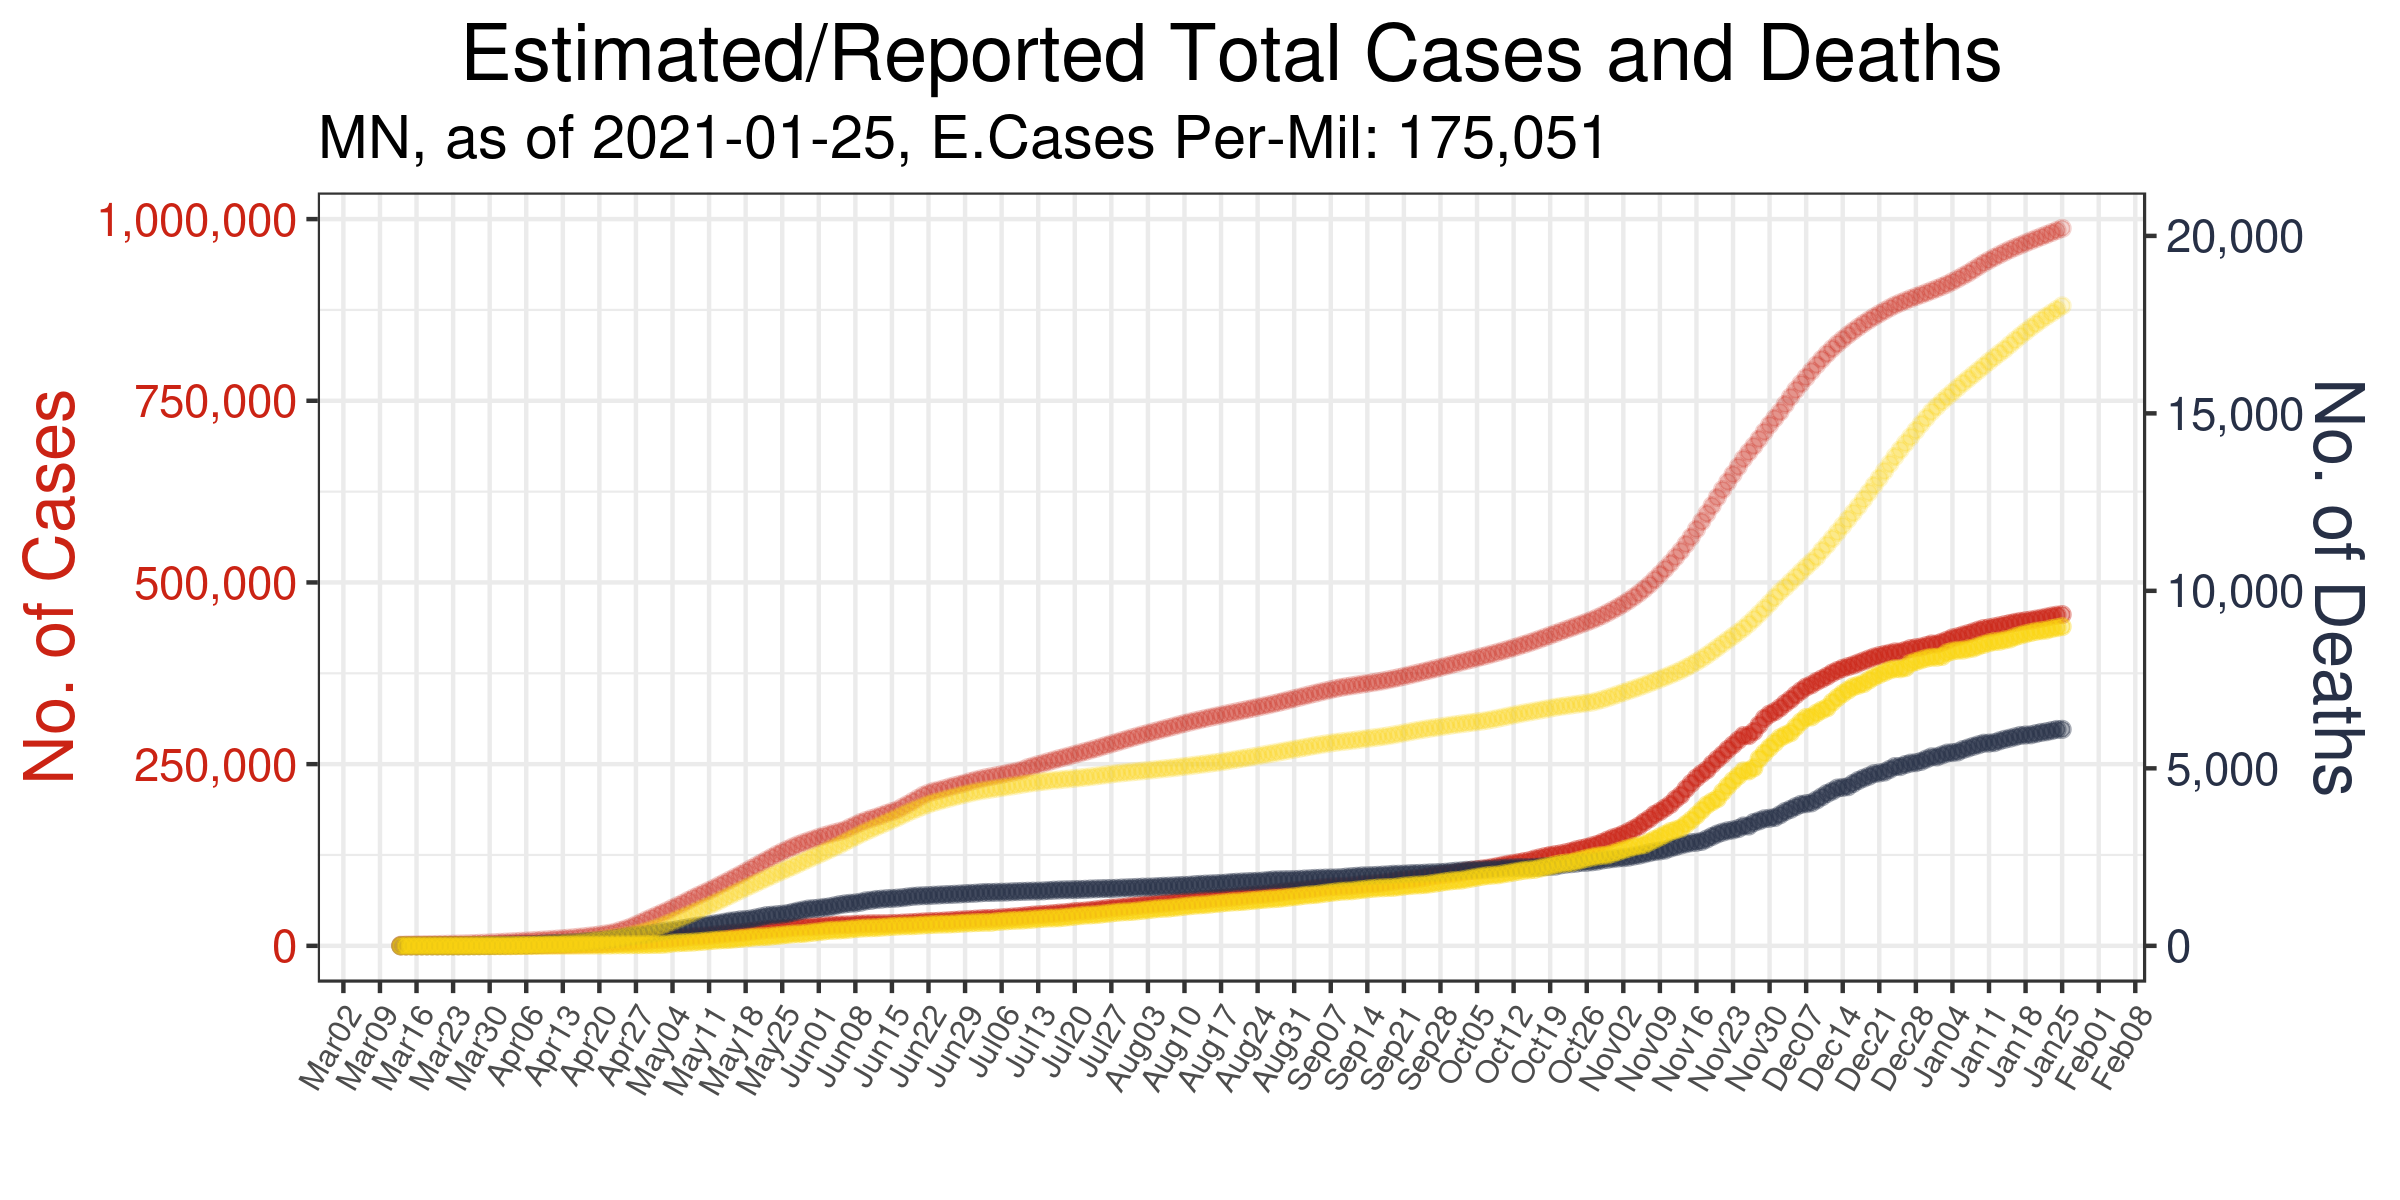 Estimated/Reported Total Cases and Deaths
MN, as of 2021-01-25, E.Cases Per-Mil: 175,051
No. of Cases
1,000,000
750,000
500,000
250,000
0
20,000
15,000
10,000
5,000
0
No. of Deaths
Mar02
Mar09
Mar16
Mar23
Mar30
Apr06
Apr13
Apr20
Apr27
May04
May11
May18
May25
Jun01
Jun08
Jun15
Jun22
Jun29
Jul06
Jul13
Jul20
Jul27
Aug03
Aug10
Aug17
Aug24
Aug31
Sep07
Sep14
Sep21
Sep28
Oct05
Oct12
Oct19
Oct26
Nov02
Nov09
Nov16
Nov23
Nov30
Dec07
Dec14
Dec21
Dec28
Jan04
Jan11
Jan18
Jan25
Feb01
Feb08